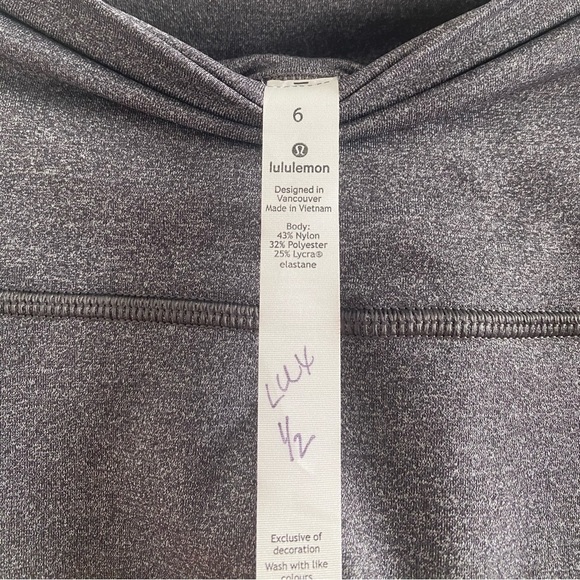 6
lululemon
Designed in
Vancouver
Made in Vietnam
Body:
43% Nylon
32% Polyester
25% Lycra®
elastane
LUX
1/2
Exclusive of
decoration
Wash with like
colours.